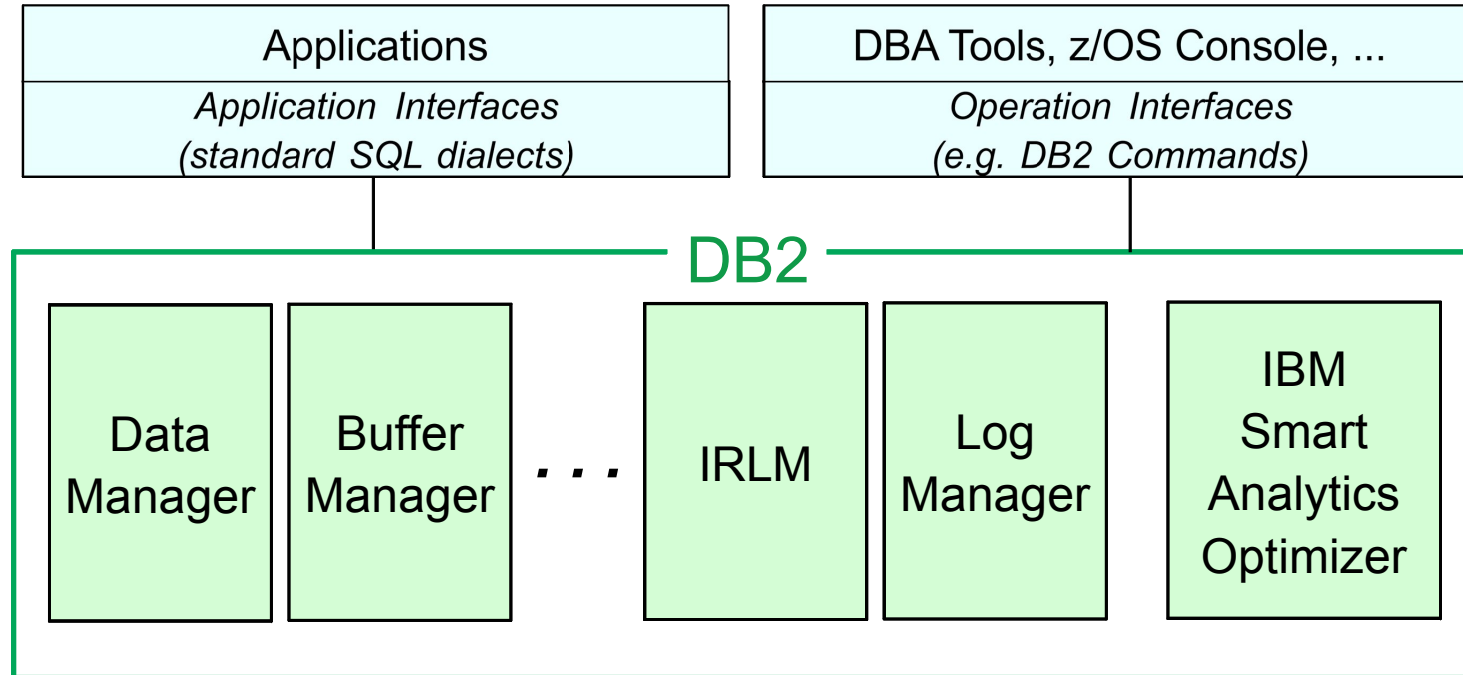 Applications
Application Interfaces
(standard SQL dialects)
DBA Tools, z/OS Console, ...
Operation Interfaces
(e.g. DB2 Commands)
DB2
Data
Manager
Buffer
Manager
. . .
IRLM
Log
Manager
IBM
Smart
Analytics
Optimizer